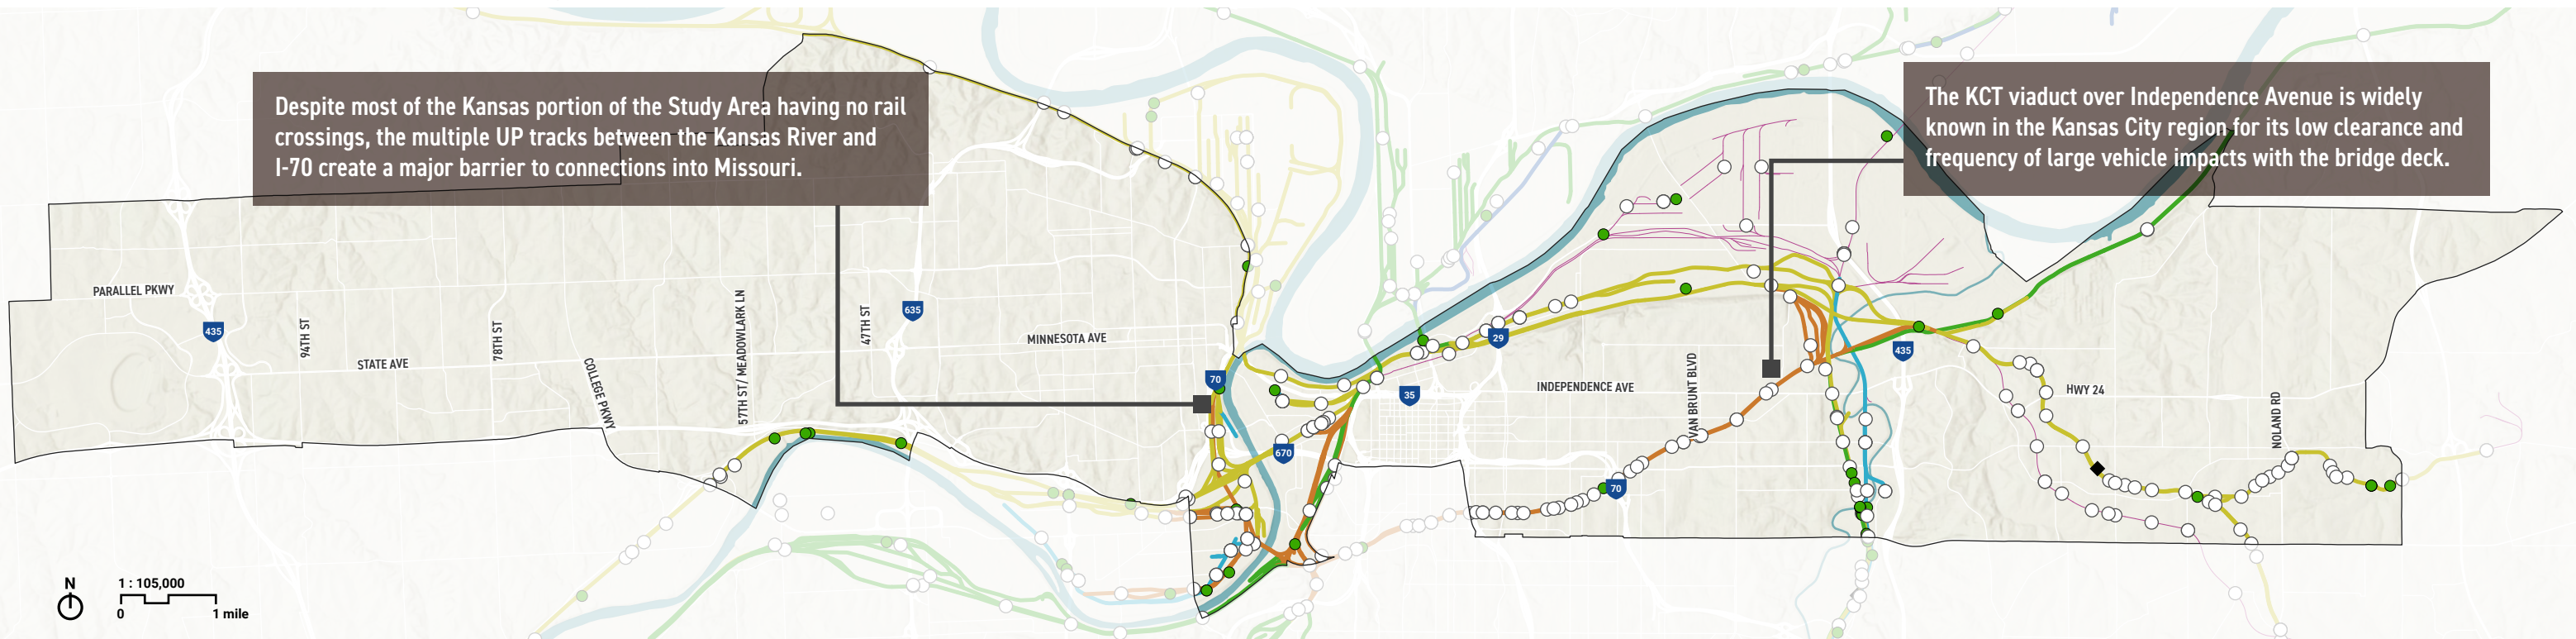 Despite most of the Kansas portion of the Study Area having no rail
crossings, the multiple UP tracks between the Kansas River and
I-70 create a major barrier to connections into Missouri.
The KCT viaduct over Independence Avenue is widely
known in the Kansas City region for its low clearance and
frequency of large vehicle impacts with the bridge deck.
PARALLEL PKWY
435
94TH ST
STATE AVE
78TH ST
COLLEGE PKWY
57TH ST/ MEADOWLARK LN
47TH ST
635
MINNESOTA AVE
70
670
35
29
INDEPENDENCE AVE
VAN BRUNT BLVD
70
435
HWY 24
NOLAND RD
N
1 : 105,000
0
1 mile